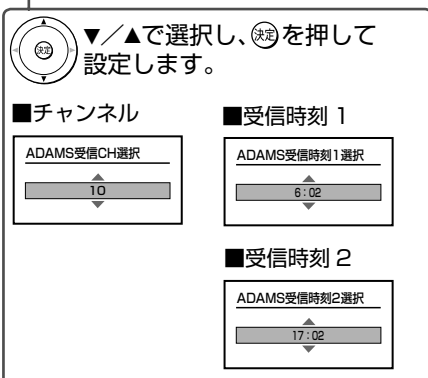 決定
▼／▲で選択し、決定を押して
設定します。
■チャンネル
ADAMS受信CH選択
10
■受信時刻 1
ADAMS受信時刻1選択
6:02
■受信時刻 2
ADAMS受信時刻2選択
17:02